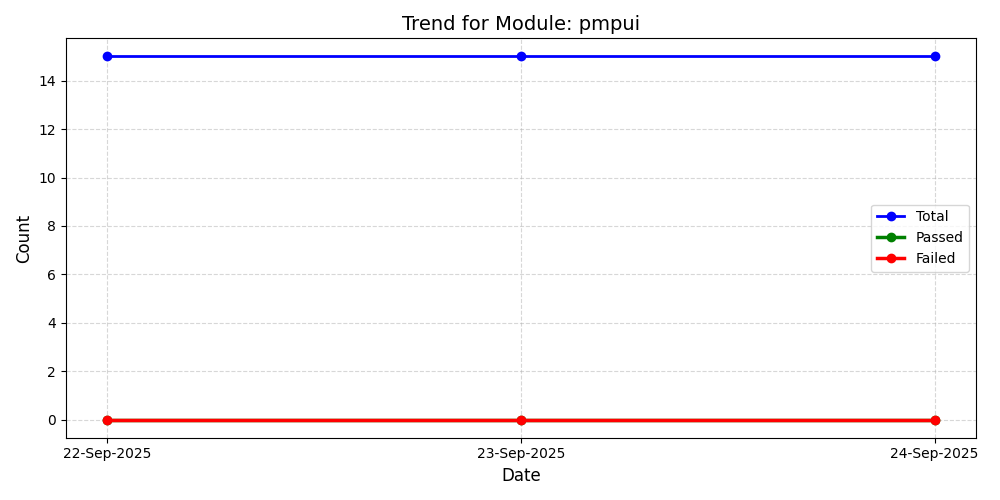 Trend for Module: pmpui
Count
14
12
10
8
6
4
2
0
Total
Passed
Failed
22-Sep-2025
23-Sep-2025
24-Sep-2025
Date